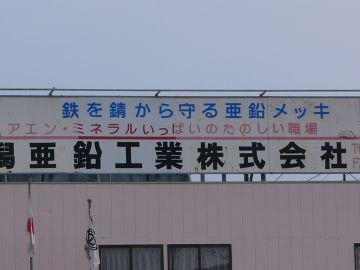 鉄を錆から守る亜鉛メッキ
アエン・ミネラルいっぱいのたのしい職場
潟亜鉛工業株式会社